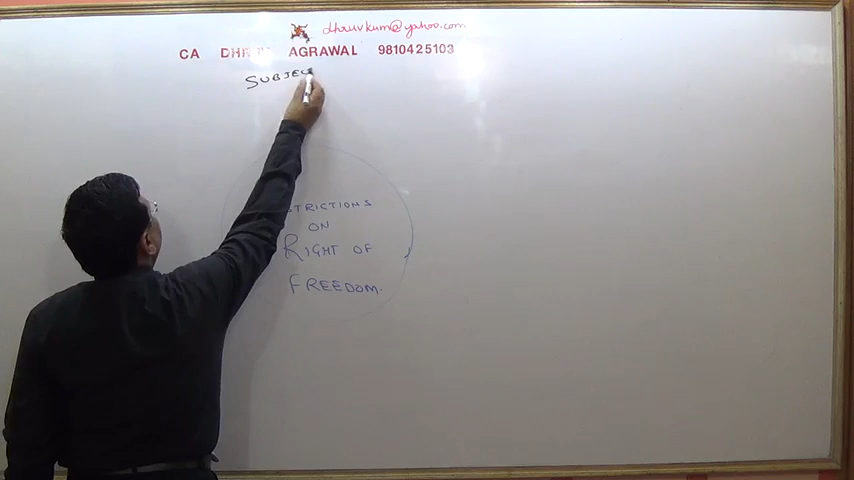 dhruvkum@yahoo.com
CA AGRAWAL 9810425103
SUBJEC
ON
RIGHT OF
FREEDOM.